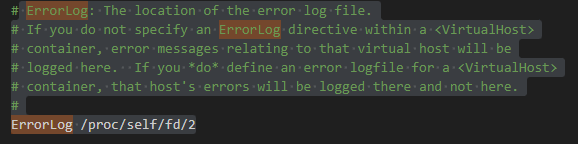 # ErrorLog: The location of the error log file.
# If you do not specify an ErrorLog directive within a <VirtualHost>
# container, error messages relating to that virtual host will be
# logged here.  If you *do* define an error logfile for a <VirtualHost>
# container, that host's errors will be logged there and not here.
#
ErrorLog /proc/self/fd/2